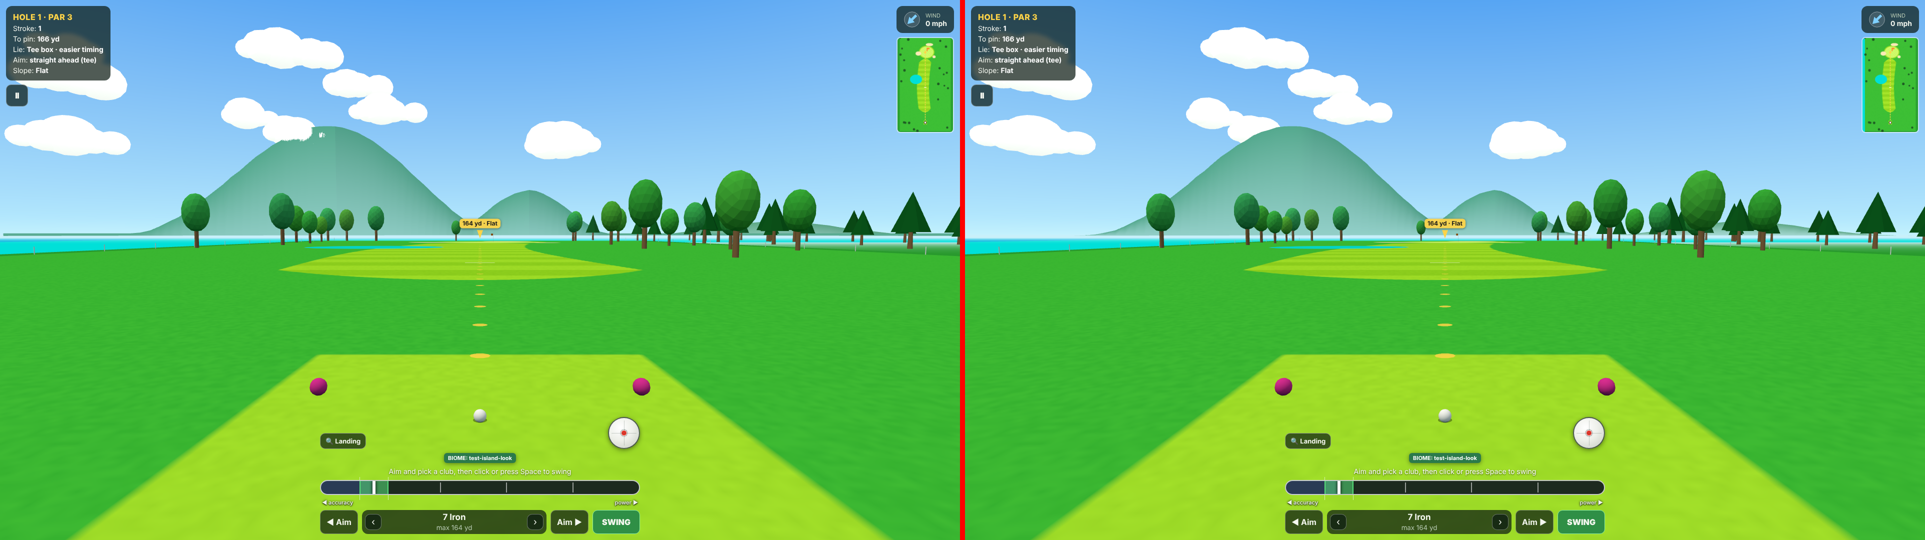 HOLE 1 · PAR 3
Stroke: 1
To pin: 166 yd
Lie: Tee box · easier timing
Aim: straight ahead (tee)
Slope: Flat
WIND
0 mph
164 yd · Flat
Landing
BIOME: test-island-look
Aim and pick a club, then click or press Space to swing
◀ accuracy
power ▶
◀ Aim
‹
7 Iron
max 164 yd
›
Aim ▶
SWING
HOLE 1 · PAR 3
Stroke: 1
To pin: 166 yd
Lie: Tee box · easier timing
Aim: straight ahead (tee)
Slope: Flat
WIND
0 mph
164 yd · Flat
Landing
BIOME: test-island-look
Aim and pick a club, then click or press Space to swing
◀ accuracy
power ▶
◀ Aim
‹
7 Iron
max 164 yd
›
Aim ▶
SWING